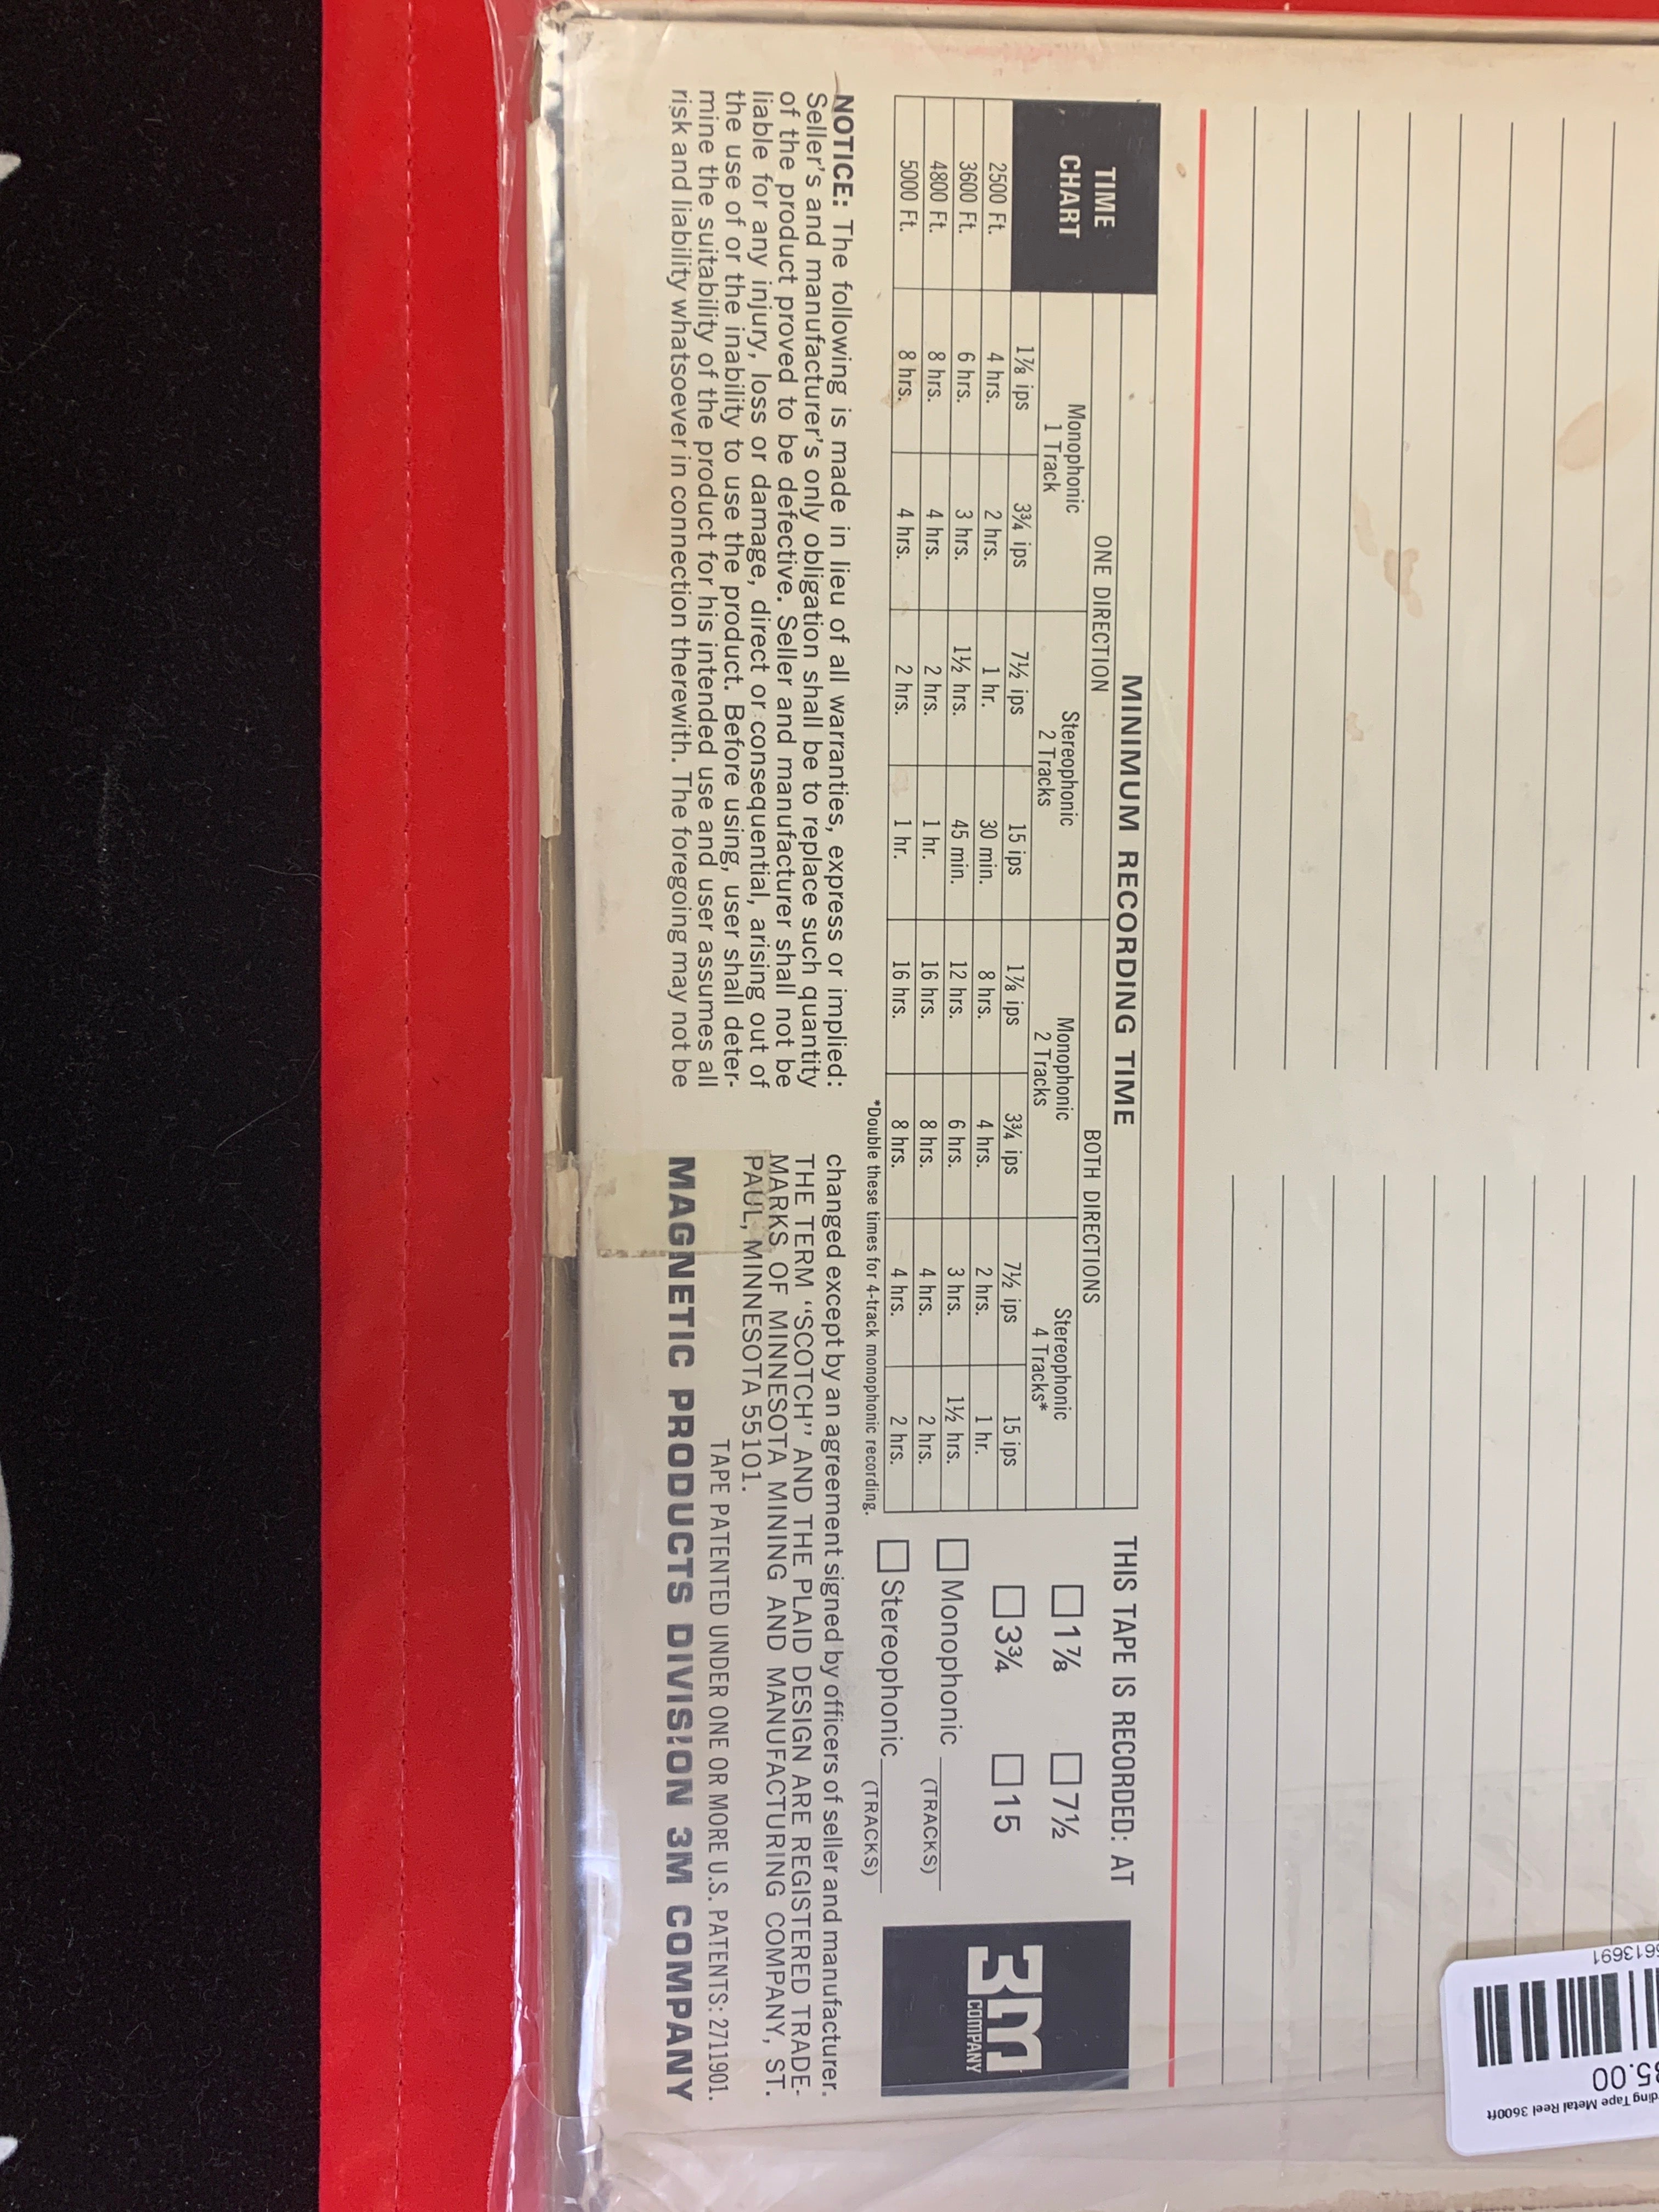 MINIMUM RECORDING TIME
TIME
CHART
ONE DIRECTION
BOTH DIRECTIONS
Monophonic
1 Track
Stereophonic
2 Tracks
Monophonic
2 Tracks
Stereophonic
4 Tracks*
1⅞ ips 3¾ ips 7½ ips 15 ips 1⅞ ips 3¾ ips 7½ ips 15 ips
2500 Ft. 4 hrs. 2 hrs. 1 hr. 30 min. 8 hrs. 4 hrs. 2 hrs. 1 hr.
3600 Ft. 6 hrs. 3 hrs. 1½ hrs. 45 min. 12 hrs. 6 hrs. 3 hrs. 1½ hrs.
4800 Ft. 8 hrs. 4 hrs. 2 hrs. 1 hr. 16 hrs. 8 hrs. 4 hrs. 2 hrs.
5000 Ft. 8 hrs. 4 hrs. 2 hrs. 1 hr. 16 hrs. 8 hrs. 4 hrs. 2 hrs.
*Double these times for 4-track monophonic recording.
THIS TAPE IS RECORDED: AT
1⅞ 7½
3¾ 15
Monophonic
(TRACKS)
Stereophonic
(TRACKS)
3M
COMPANY
NOTICE: The following is made in lieu of all warranties, express or implied:
Seller's and manufacturer's only obligation shall be to replace such quantity
of the product proved to be defective. Seller and manufacturer shall not be
liable for any injury, loss or damage, direct or consequential, arising out of
the use of or the inability to use the product. Before using, user shall deter-
mine the suitability of the product for his intended use and user assumes all
risk and liability whatsoever in connection therewith. The foregoing may not be
changed except by an agreement signed by officers of seller and manufacturer.
THE TERM "SCOTCH" AND THE PLAID DESIGN ARE REGISTERED TRADE-
MARKS OF MINNESOTA MINING AND MANUFACTURING COMPANY, ST.
PAUL, MINNESOTA 55101.
TAPE PATENTED UNDER ONE OR MORE U.S. PATENTS: 2711901.
MAGNETIC PRODUCTS DIVISION 3M COMPANY
613691
5.00
Tape Metal Reel 3600ft